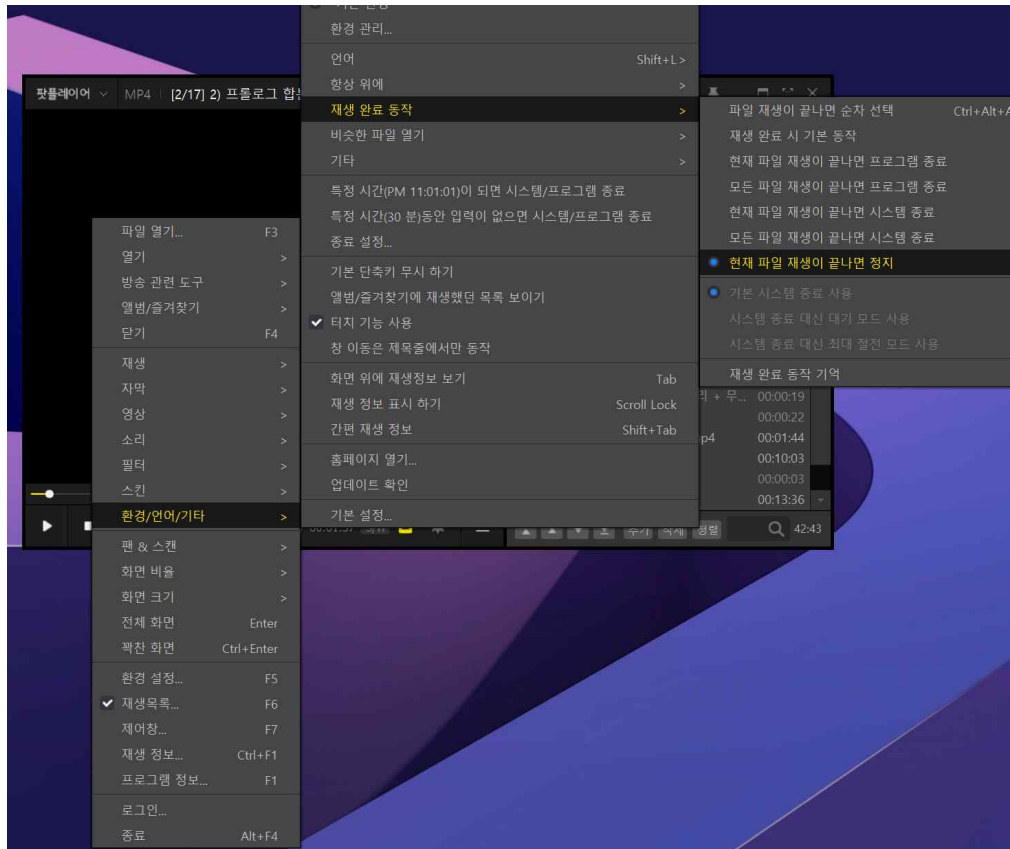 환경 관리...
언어 Shift+L >
항상 위에 >
재생 완료 동작 >
비슷한 파일 열기 >
기타 >
특정 시간(PM 11:01:01)이 되면 시스템/프로그램 종료
특정 시간(30 분)동안 입력이 없으면 시스템/프로그램 종료
종료 설정...
기본 단축키 무시 하기
앨범/즐겨찾기에 재생했던 목록 보이기
터치 기능 사용
창 이동은 제목줄에서만 동작
화면 위에 재생정보 보기 Tab
재생 정보 표시 하기 Scroll Lock
간편 재생 정보 Shift+Tab
홈페이지 열기...
업데이트 확인
기본 설정...
팟플레이어 MP4 [2/17] 2) 프롤로그 합본
파일 재생이 끝나면 순차 선택 Ctrl+Alt+A
재생 완료 시 기본 동작
현재 파일 재생이 끝나면 프로그램 종료
모든 파일 재생이 끝나면 프로그램 종료
현재 파일 재생이 끝나면 시스템 종료
모든 파일 재생이 끝나면 시스템 종료
현재 파일 재생이 끝나면 정지
기본 시스템 종료 사용
시스템 종료 대신 대기 모드 사용
시스템 종료 대신 최대 절전 모드 사용
재생 완료 동작 기억
파일 열기... F3
열기 >
방송 관련 도구 >
앨범/즐겨찾기 >
닫기 F4
재생 >
자막 >
영상 >
소리 >
필터 >
스킨 >
환경/언어/기타 >
팬 & 스캔 >
화면 비율 >
화면 크기 >
전체 화면 Enter
꽉찬 화면 Ctrl+Enter
환경 설정... F5
재생목록... F6
제어창... F7
재생 정보... Ctrl+F1
프로그램 정보... F1
로그인...
종료 Alt+F4
리 + 무... 00:00:19
00:00:22
p4 00:01:44
00:10:03
00:00:03
00:13:36
추가 삭제 정렬 42:43